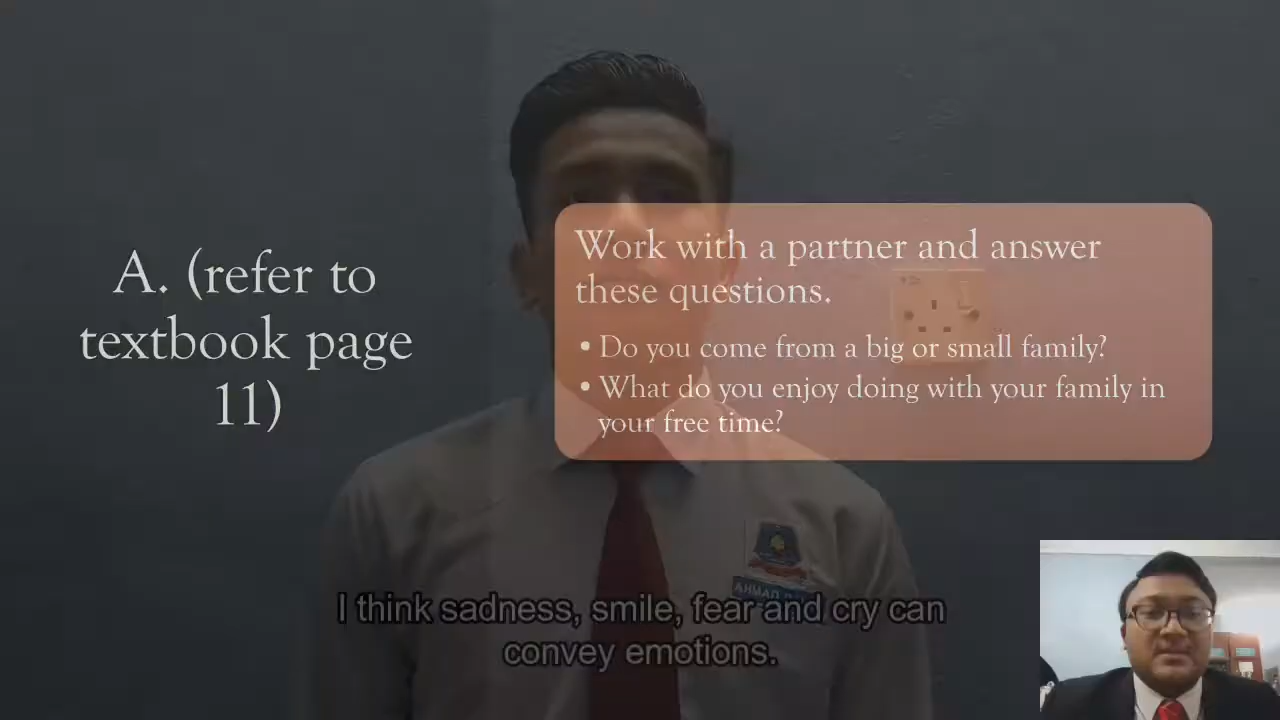 A. (refer to
textbook page
11)
Work with a partner and answer
these questions.
• Do you come from a big or small family?
• What do you enjoy doing with your family in
your free time?
AHMAD
I think sadness, smile, fear and cry can
convey emotions.